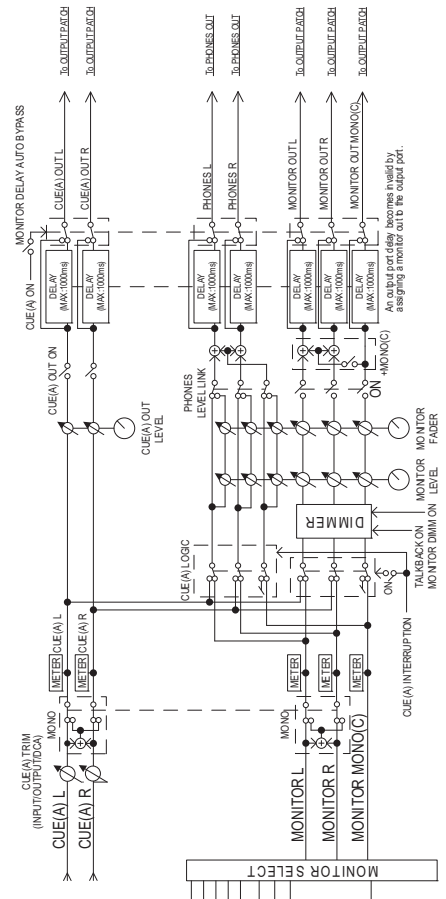 To OUTPUT PATCH
To OUTPUT PATCH
To PHONES OUT
To PHONES OUT
To OUTPUT PATCH
To OUTPUT PATCH
To OUTPUT PATCH
MONITOR DELAY AUTO BYPASS
CUE(A) OUT L
CUE(A) OUT R
PHONES L
PHONES R
MONITOR OUT L
MONITOR OUT R
MONITOR OUT MONO(C)
An output port delay becomes invalid by
assigning a monitor out to the output port.
CUE(A) ON
DELAY
(MAX:1000ms)
DELAY
(MAX:1000ms)
DELAY
(MAX:1000ms)
DELAY
(MAX:1000ms)
DELAY
(MAX:1000ms)
DELAY
(MAX:1000ms)
DELAY
(MAX:1000ms)
CUE(A) OUT ON
+MONO(C)
PHONES
LEVEL LINK
ON
CUE(A) OUT
LEVEL
MONITOR
FADER
MONITOR
LEVEL
DIMMER
TALKBACK ON
MONITOR DIMM ON
CUE(A) LOGIC
ON
CUE(A) INTERRUPTION
METER
CUE(A) L
METER
CUE(A) R
METER
METER
METER
MONO
MONO
CUE(A) TRIM
(INPUT/OUTPUT/DCA)
CUE(A) L
CUE(A) R
MONITOR L
MONITOR R
MONITOR MONO(C)
MONITOR SELECT